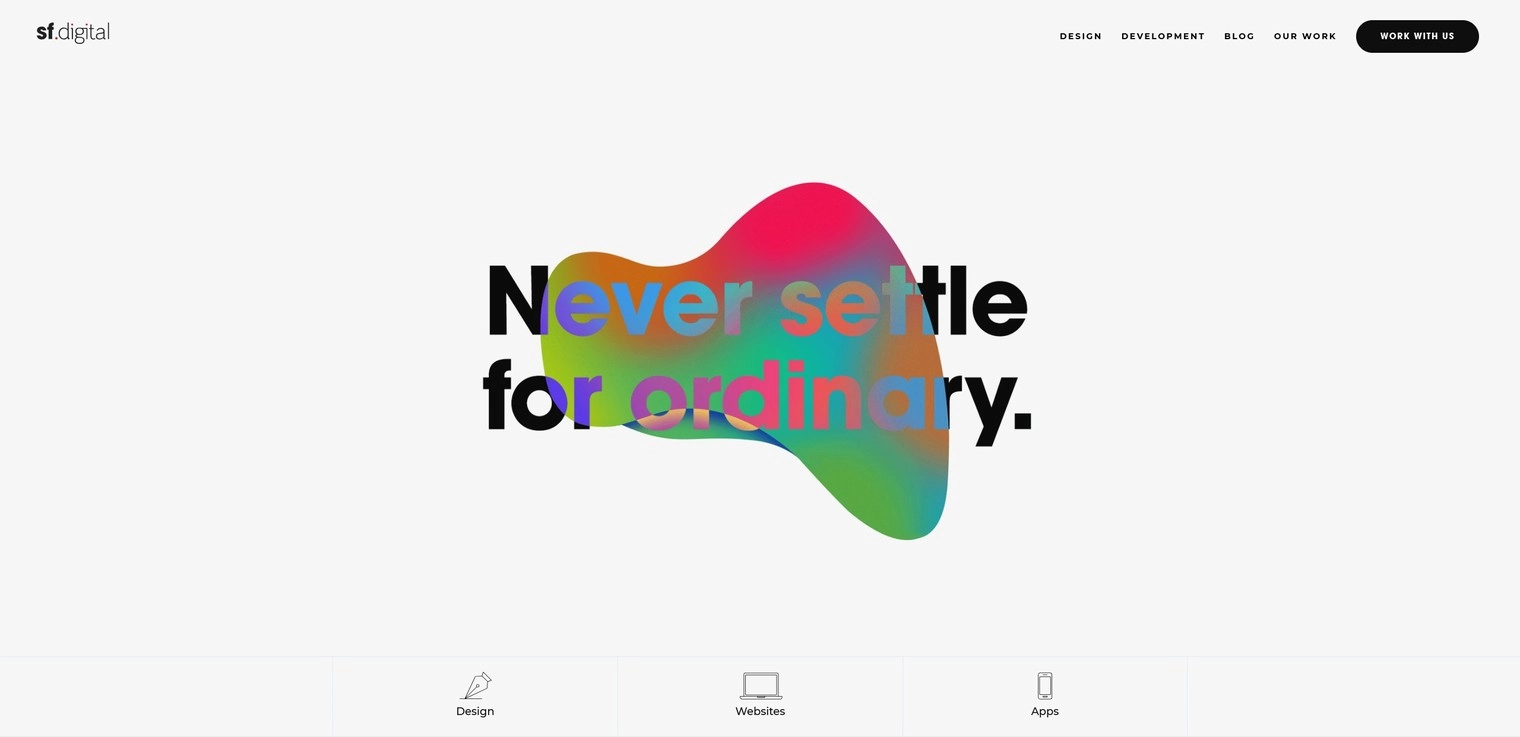 sf.digital
DESIGN DEVELOPMENT BLOG OUR WORK WORK WITH US
Never settle
for ordinary.
Design Websites Apps